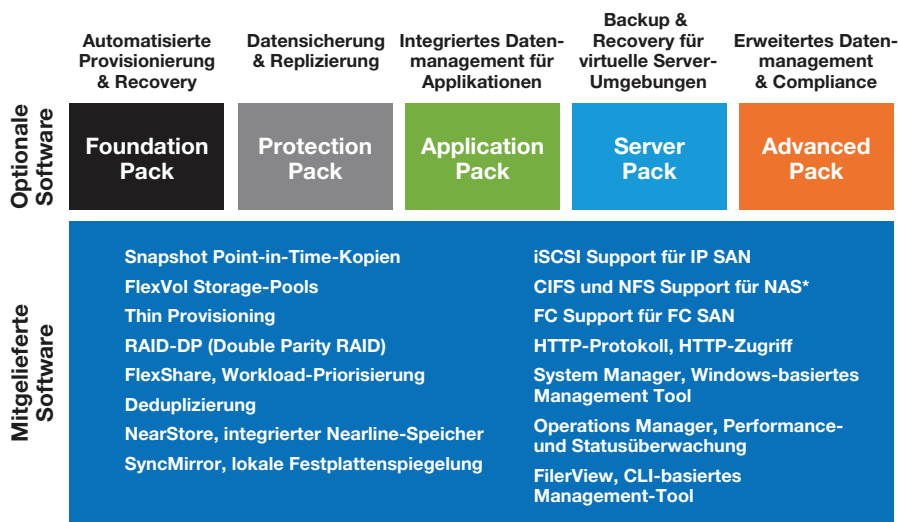 Automatisierte
Provisionierung
& Recovery
Datensicherung
& Replizierung
Integriertes Daten-
management für
Applikationen
Backup &
Recovery für
virtuelle Server-
Umgebungen
Erweitertes Daten-
management
& Compliance
Optionale
Software
Foundation
Pack
Protection
Pack
Application
Pack
Server
Pack
Advanced
Pack
Mitgelieferte
Software
Snapshot Point-in-Time-Kopien
FlexVol Storage-Pools
Thin Provisioning
RAID-DP (Double Parity RAID)
FlexShare, Workload-Priorisierung
Deduplizierung
NearStore, integrierter Nearline-Speicher
SyncMirror, lokale Festplattenspiegelung
iSCSI Support für IP SAN
CIFS und NFS Support für NAS*
FC Support für FC SAN
HTTP-Protokoll, HTTP-Zugriff
System Manager, Windows-basiertes
Management Tool
Operations Manager, Performance-
und Statusüberwachung
FilerView, CLI-basiertes
Management-Tool